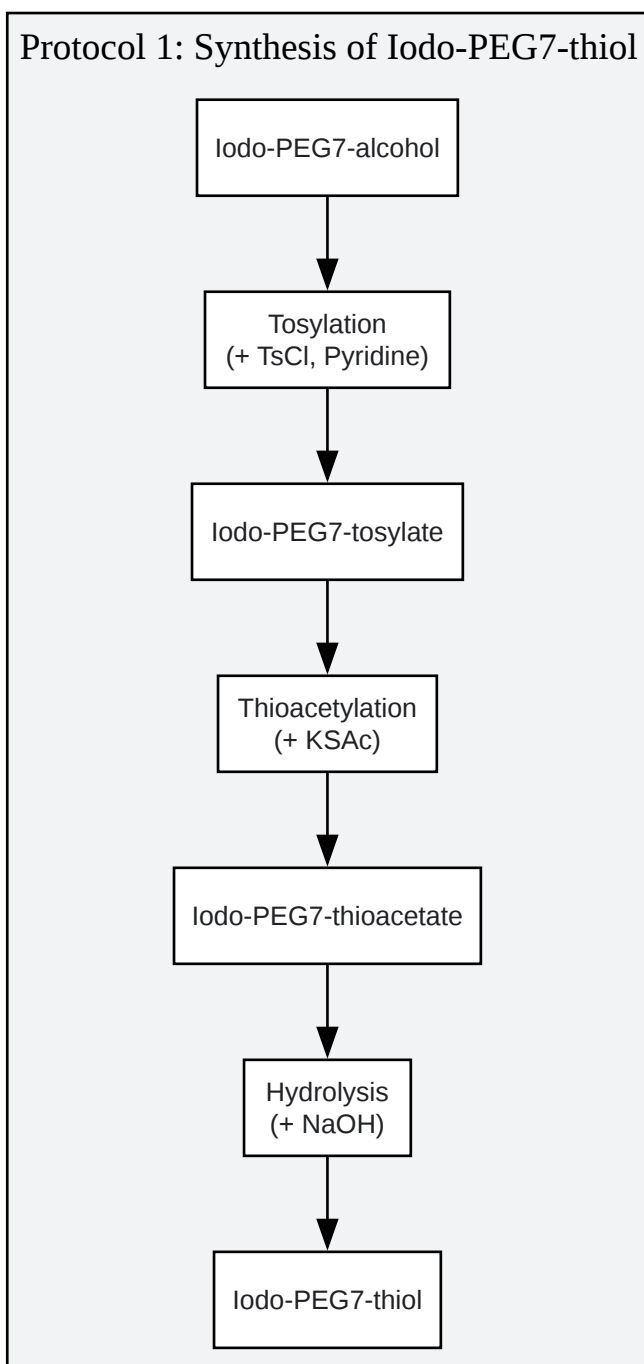 Protocol 1: Synthesis of Iodo-PEG7-thiol
Iodo-PEG7-alcohol
Tosylation
(+ TsCl, Pyridine)
Iodo-PEG7-tosylate
Thioacetylation
(+ KSAc)
Iodo-PEG7-thioacetate
Hydrolysis
(+ NaOH)
Iodo-PEG7-thiol